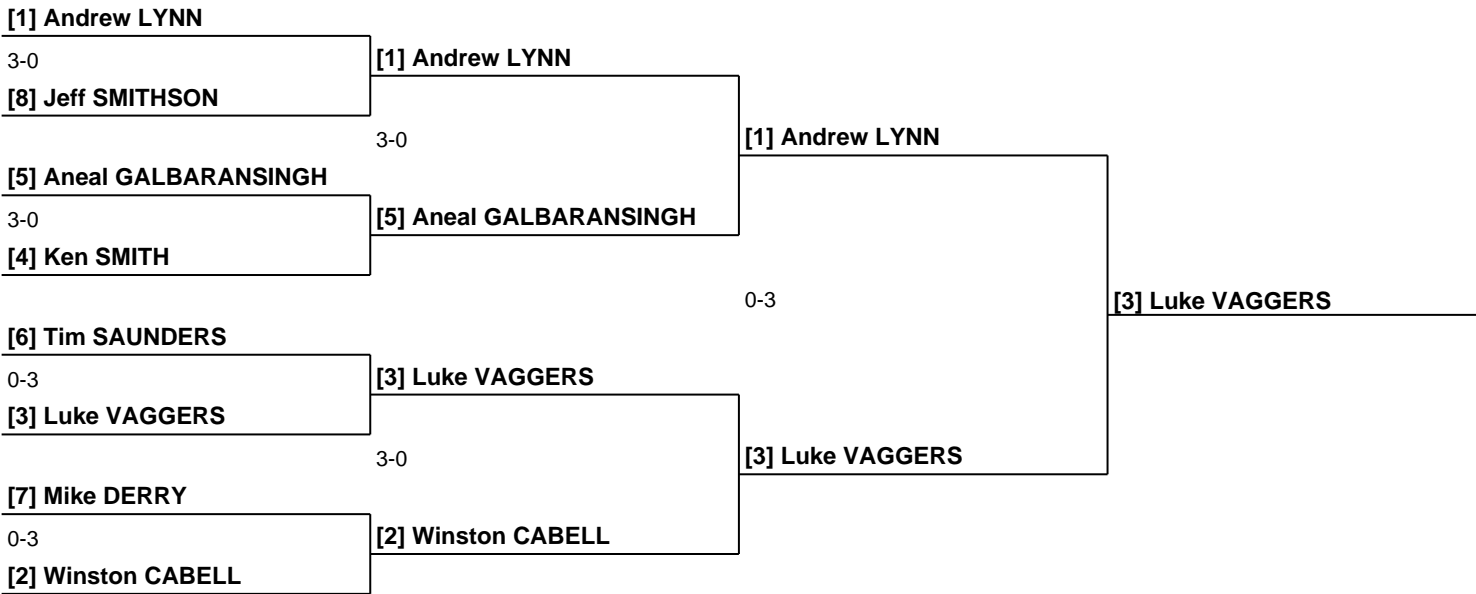 [1] Andrew LYNN
3-0
[1] Andrew LYNN
[8] Jeff SMITHSON
3-0
[1] Andrew LYNN
[5] Aneal GALBARANSINGH
3-0
[5] Aneal GALBARANSINGH
[4] Ken SMITH
0-3
[3] Luke VAGGERS
[6] Tim SAUNDERS
0-3
[3] Luke VAGGERS
[3] Luke VAGGERS
3-0
[3] Luke VAGGERS
[7] Mike DERRY
0-3
[2] Winston CABELL
[2] Winston CABELL